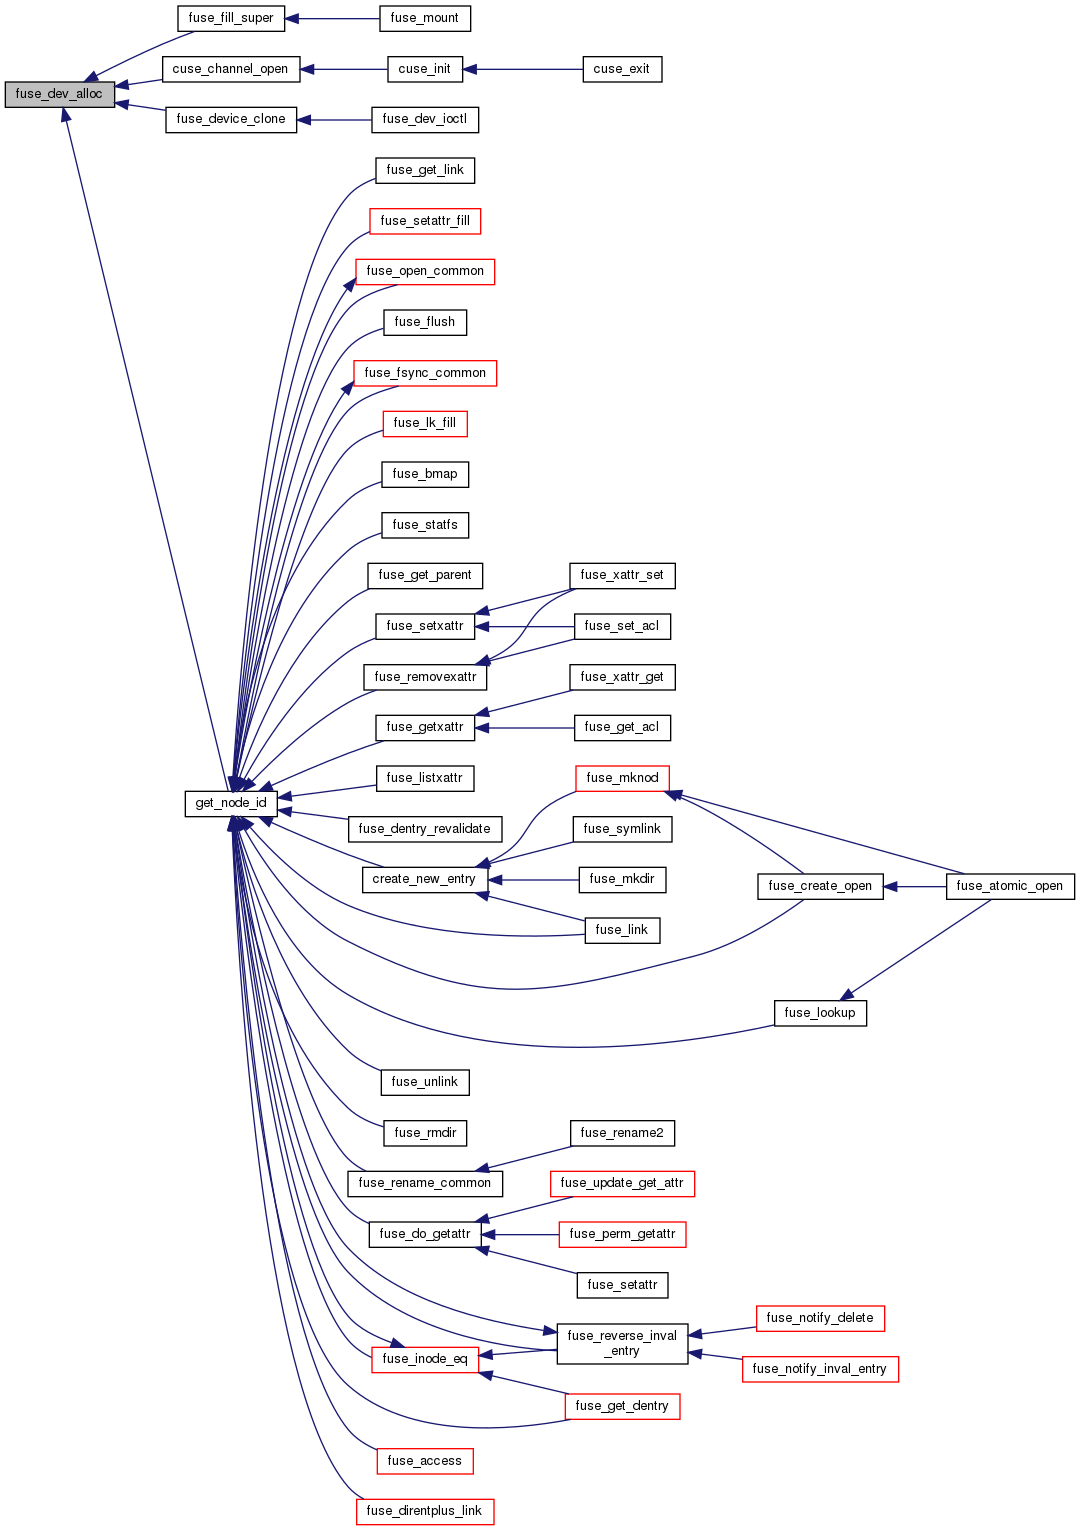 fuse_fill_super
fuse_mount
cuse_channel_open
cuse_init
cuse_exit
fuse_dev_alloc
fuse_device_clone
fuse_dev_ioctl
fuse_get_link
fuse_setattr_fill
fuse_open_common
fuse_flush
fuse_fsync_common
fuse_lk_fill
fuse_bmap
fuse_statfs
fuse_get_parent
fuse_xattr_set
fuse_setxattr
fuse_set_acl
fuse_removexattr
fuse_xattr_get
fuse_getxattr
fuse_get_acl
fuse_listxattr
fuse_mknod
get_node_id
fuse_dentry_revalidate
fuse_symlink
create_new_entry
fuse_mkdir
fuse_create_open
fuse_atomic_open
fuse_link
fuse_lookup
fuse_unlink
fuse_rmdir
fuse_rename2
fuse_rename_common
fuse_update_get_attr
fuse_do_getattr
fuse_perm_getattr
fuse_setattr
fuse_notify_delete
fuse_reverse_inval
_entry
fuse_inode_eq
fuse_notify_inval_entry
fuse_get_dentry
fuse_access
fuse_direntplus_link